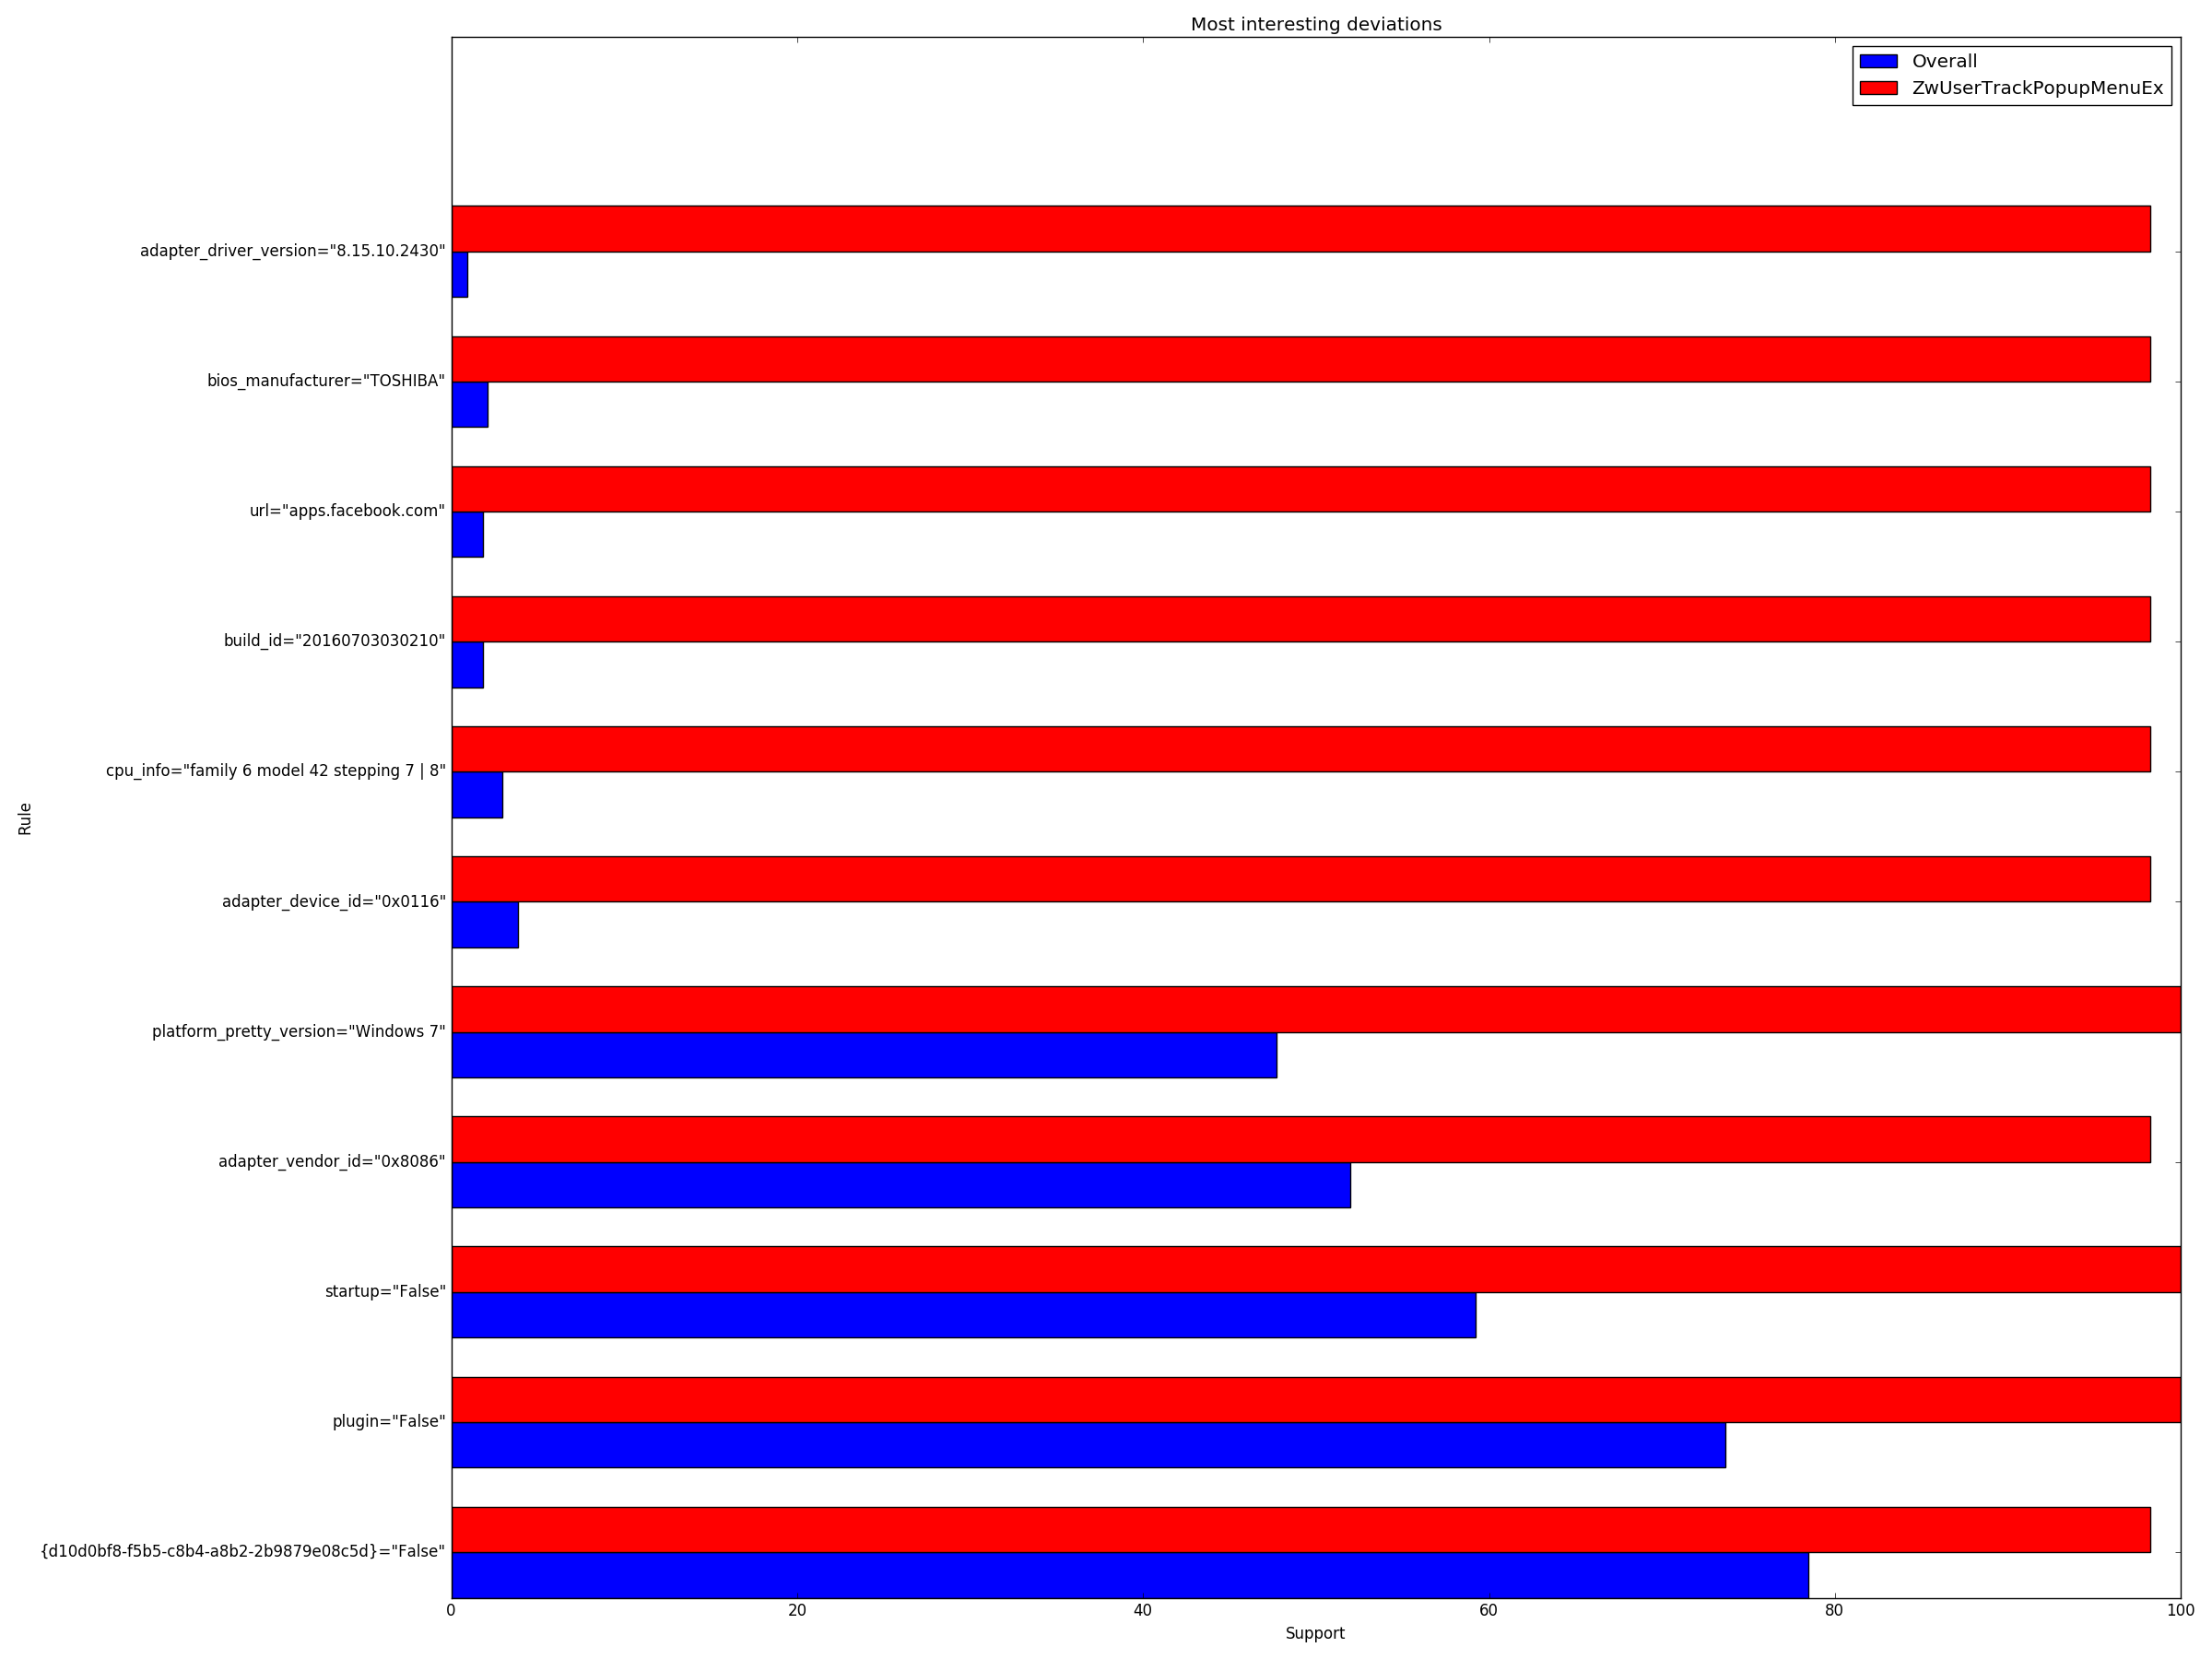 Most interesting deviations
Overall
ZwUserTrackPopupMenuEx
adapter_driver_version="8.15.10.2430"
bios_manufacturer="TOSHIBA"
url="apps.facebook.com"
build_id="20160703030210"
cpu_info="family 6 model 42 stepping 7 | 8"
Rule
adapter_device_id="0x0116"
platform_pretty_version="Windows 7"
adapter_vendor_id="0x8086"
startup="False"
plugin="False"
{d10d0bf8-f5b5-c8b4-a8b2-2b9879e08c5d}="False"
0 20 40 60 80 100
Support